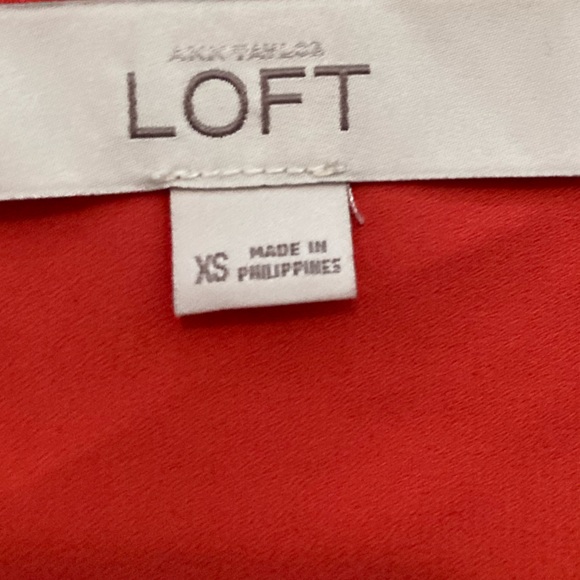 ANN TAYLOR
LOFT
XS MADE IN
PHILIPPINES